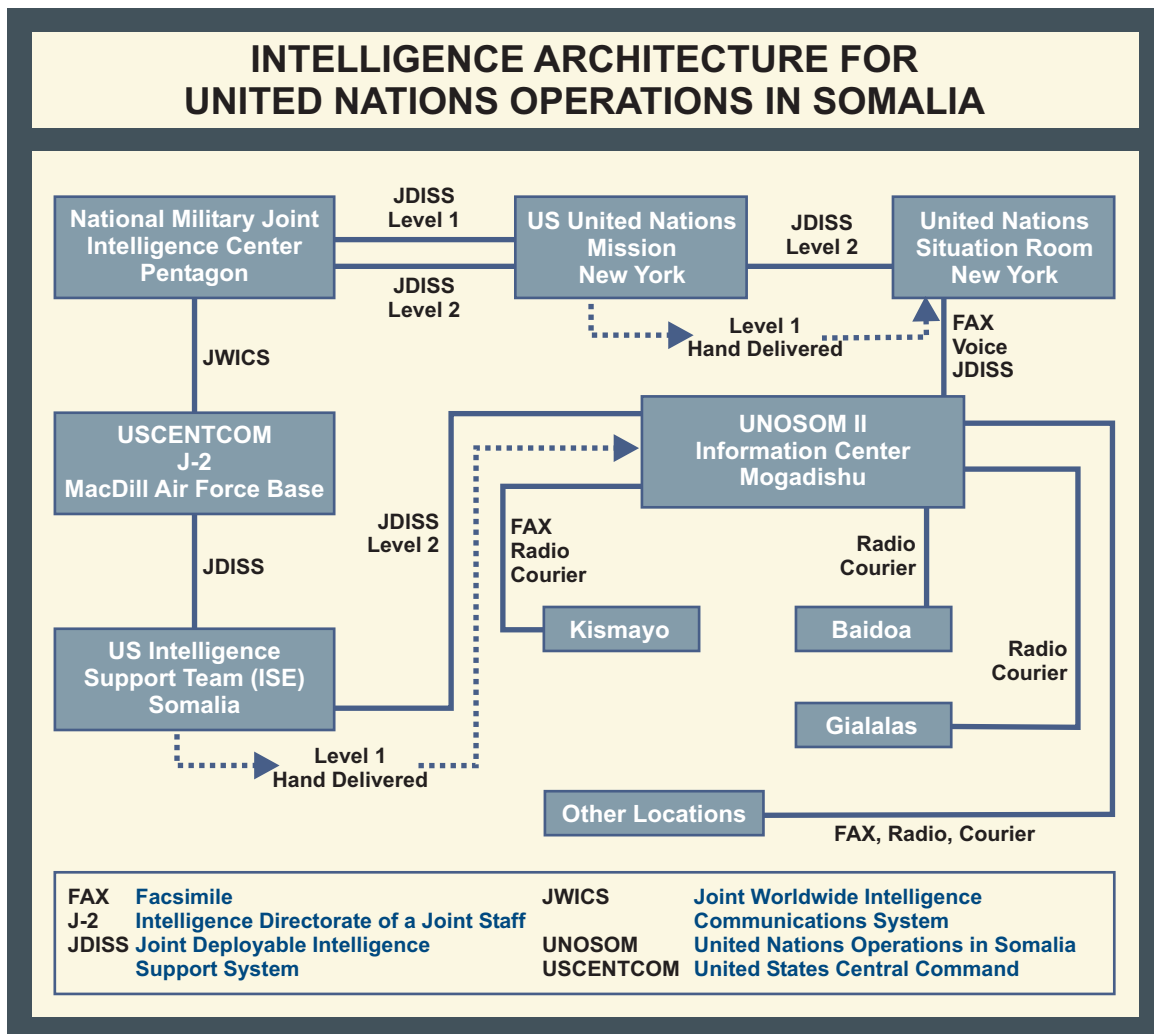 INTELLIGENCE ARCHITECTURE FOR
UNITED NATIONS OPERATIONS IN SOMALIA
National Military Joint
Intelligence Center
Pentagon
JDISS
Level 1
JDISS
Level 2
US United Nations
Mission
New York
JDISS
Level 2
United Nations
Situation Room
New York
Level 1
Hand Delivered
FAX
Voice
JDISS
JWICS
USCENTCOM
J-2
MacDill Air Force Base
UNOSOM II
Information Center
Mogadishu
JDISS
Level 2
FAX
Radio
Courier
Radio
Courier
JDISS
Kismayo
Baidoa
Radio
Courier
US Intelligence
Support Team (ISE)
Somalia
Gialalas
Level 1
Hand Delivered
Other Locations
FAX, Radio, Courier
FAX Facsimile
J-2 Intelligence Directorate of a Joint Staff
JDISS Joint Deployable Intelligence
Support System
JWICS Joint Worldwide Intelligence
Communications System
UNOSOM United Nations Operations in Somalia
USCENTCOM United States Central Command